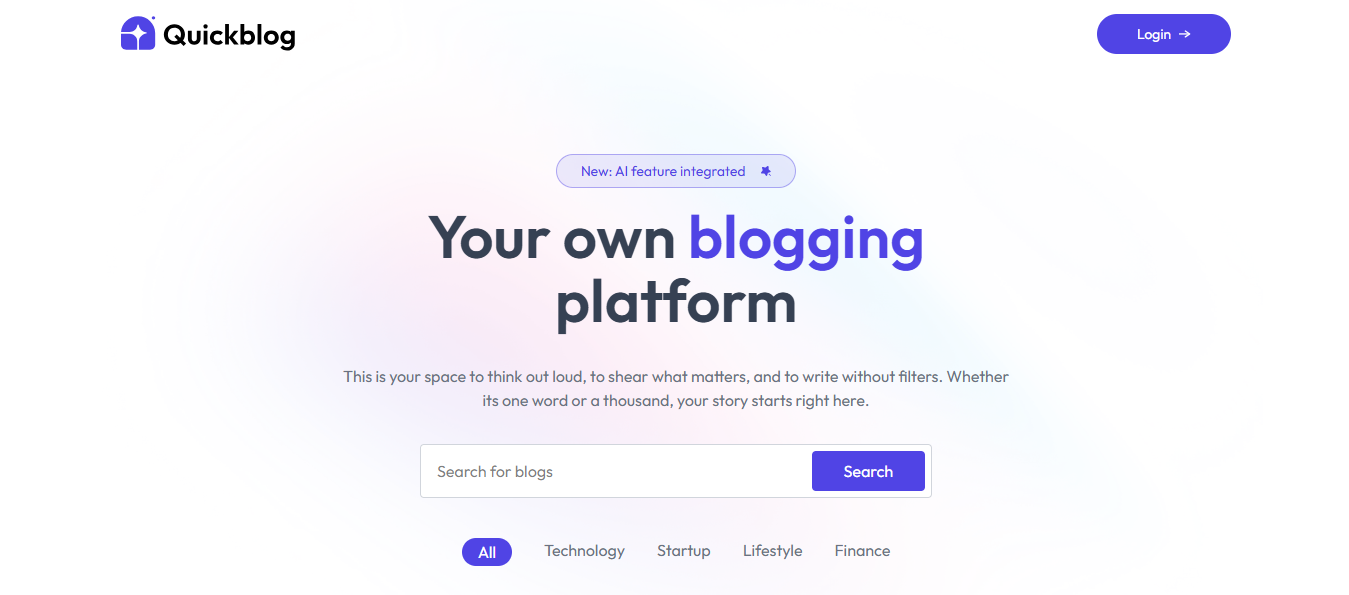 Quickblog
Login →
New: AI feature integrated
Your own blogging
platform
This is your space to think out loud, to shear what matters, and to write without filters. Whether
its one word or a thousand, your story starts right here.
Search for blogs
Search
All Technology Startup Lifestyle Finance